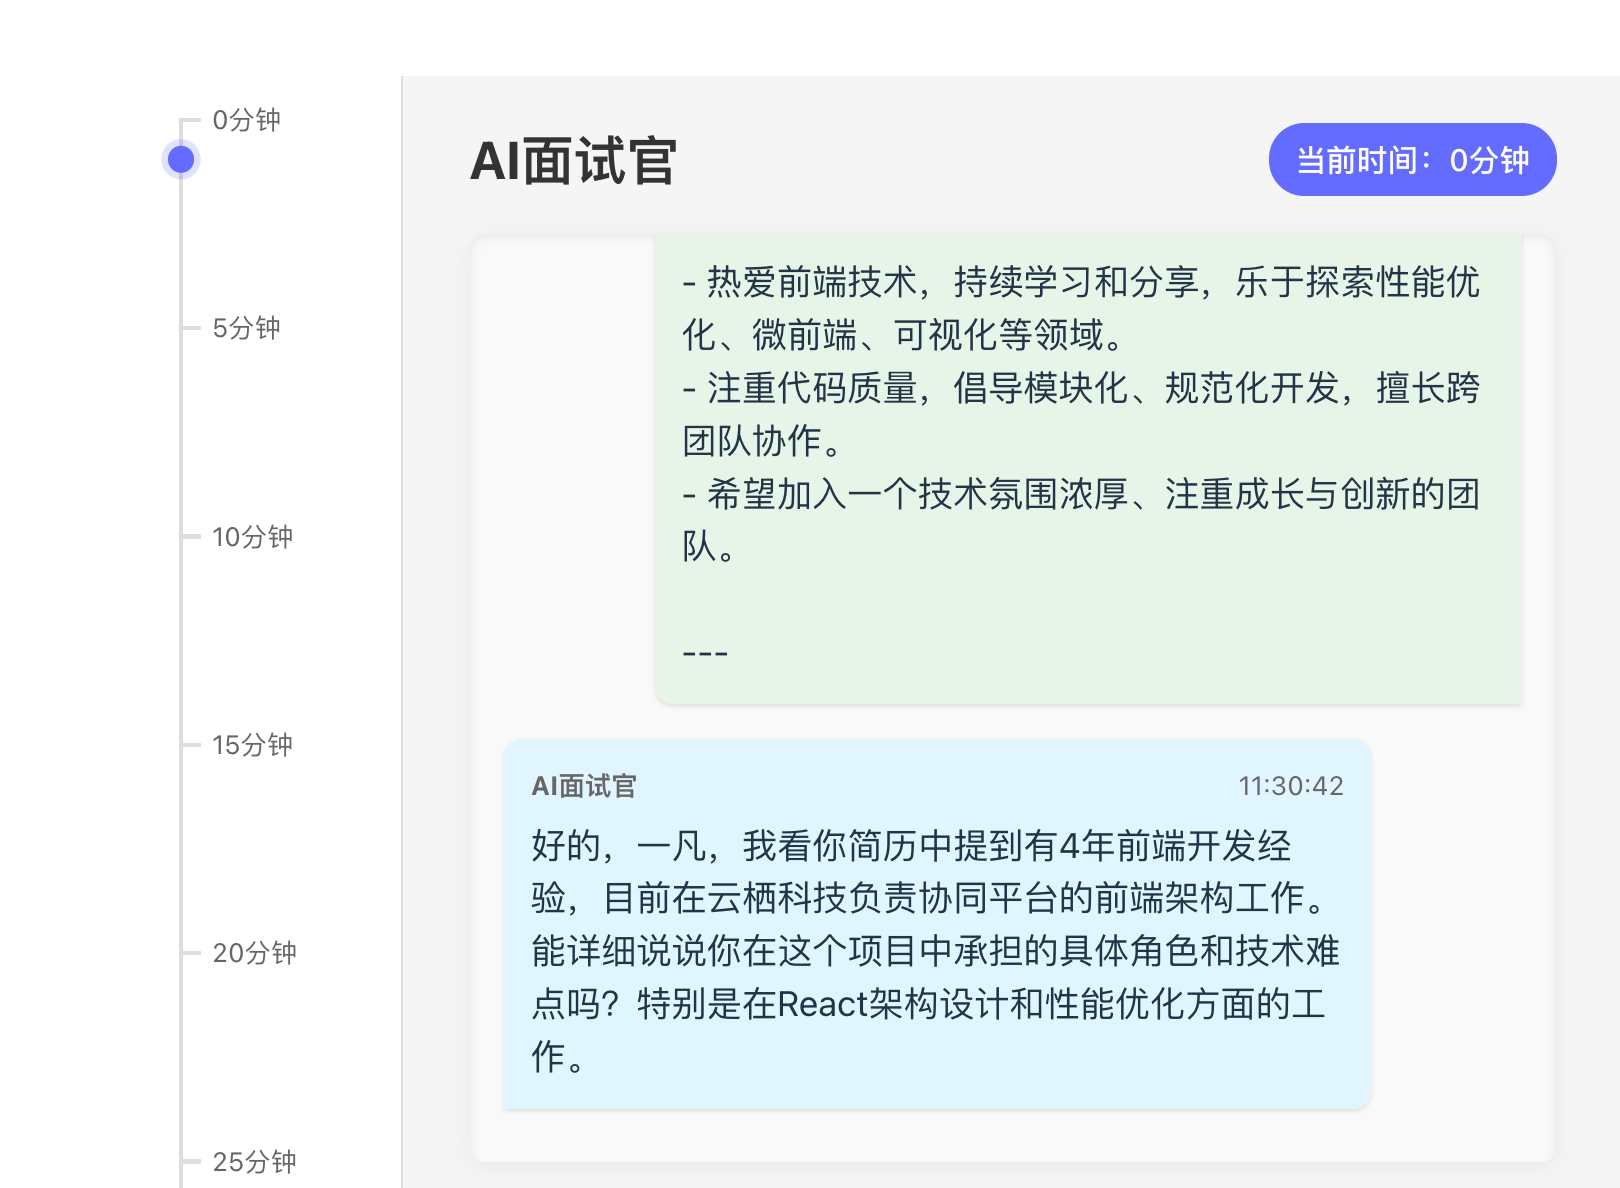 0分钟
5分钟
10分钟
15分钟
20分钟
25分钟
AI面试官
当前时间：0分钟
- 热爱前端技术，持续学习和分享，乐于探索性能优
化、微前端、可视化等领域。
- 注重代码质量，倡导模块化、规范化开发，擅长跨
团队协作。
- 希望加入一个技术氛围浓厚、注重成长与创新的团
队。
---
AI面试官
11:30:42
好的，一凡，我看你简历中提到有4年前端开发经
验，目前在云栖科技负责协同平台的前端架构工作。
能详细说说你在这个项目中承担的具体角色和技术难
点吗？特别是在React架构设计和性能优化方面的工
作。